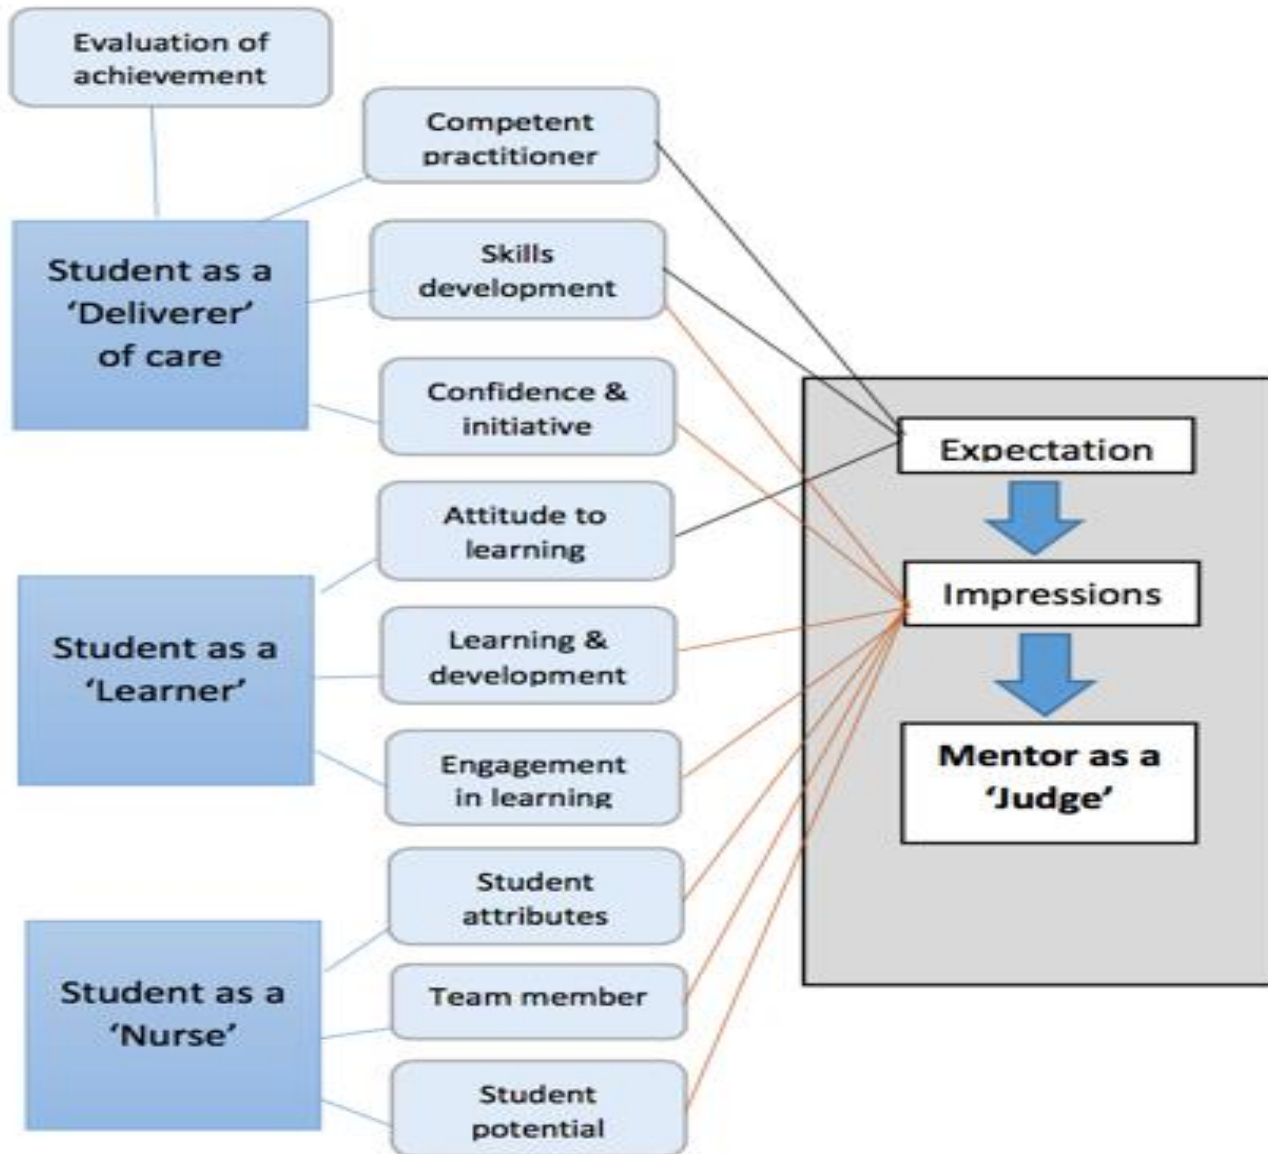 Evaluation of
achievement
Competent
practitioner
Student as a
‘Deliverer’
of care
Skills
development
Confidence &
initiative
Attitude to
learning
Student as a
‘Learner’
Learning &
development
Engagement
in learning
Student as a
‘Nurse’
Student
attributes
Team member
Student
potential
Expectation
Impressions
Mentor as a
‘Judge’